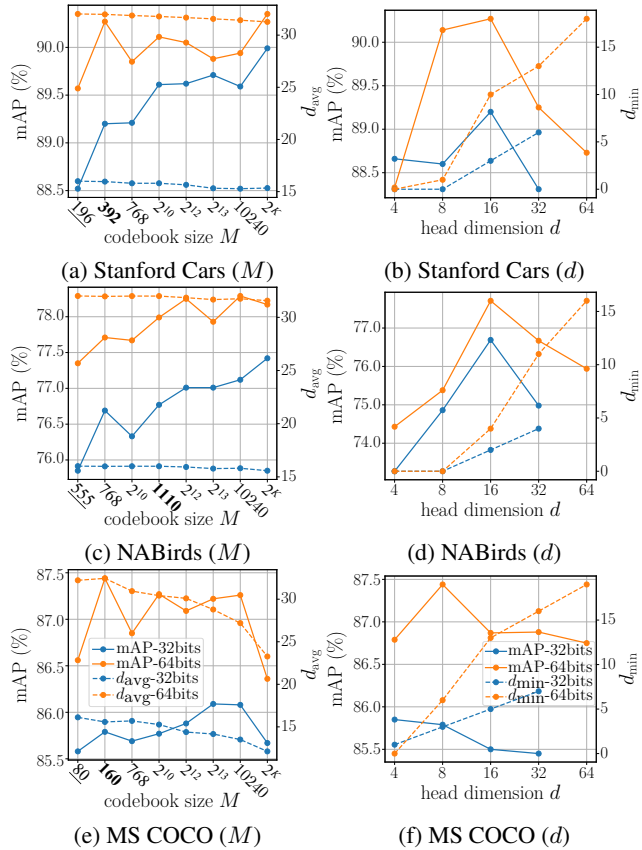 90.0
89.5
89.0
88.5
mAP (%)
30
25
20
15
d_avg
196
392
768
2^10
2^12
2^13
10240
2^K
codebook size M
(a) Stanford Cars (M)
90.0
89.5
89.0
88.5
mAP (%)
15
10
5
0
d_min
4 8 16 32 64
head dimension d
(b) Stanford Cars (d)
78.0
77.5
77.0
76.5
76.0
mAP (%)
30
25
20
15
d_avg
555
768
2^10
1110
2^12
2^13
10240
2^K
codebook size M
(c) NABirds (M)
77.0
76.0
75.0
74.0
mAP (%)
15
10
5
0
d_min
4 8 16 32 64
head dimension d
(d) NABirds (d)
87.5
87.0
86.5
86.0
85.5
mAP (%)
30
25
20
15
d_avg
mAP-32bits
mAP-64bits
d_avg-32bits
d_avg-64bits
80
160
768
2^10
2^12
2^13
10240
2^K
codebook size M
(e) MS COCO (M)
87.5
87.0
86.5
86.0
85.5
mAP (%)
15
10
5
0
d_min
mAP-32bits
mAP-64bits
d_min-32bits
d_min-64bits
4 8 16 32 64
head dimension d
(f) MS COCO (d)